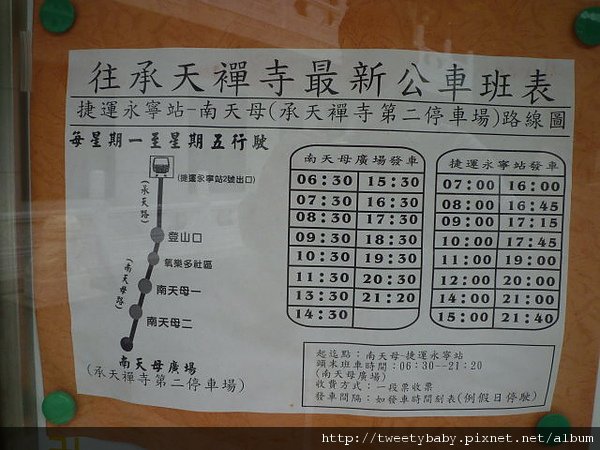 往承天禪寺最新公車班表
捷運永寧站-南天母(承天禪寺第二停車場)路線圖
每星期一至星期五行駛
(捷運永寧站2號出口)
(承天路)
登山口
氧樂多社區
(南天母路)
南天母一
南天母二
南天母廣場
(承天禪寺第二停車場)
南天母廣場發車
06:30 15:30
07:30 16:30
08:30 17:30
09:30 18:30
10:30 19:30
11:30 20:30
13:30 21:20
14:30
捷運永寧站發車
07:00 16:00
08:00 16:45
09:00 17:15
10:00 17:45
11:00 19:00
12:00 20:00
14:00 21:00
15:00 21:40
起迄點：南天母-捷運永寧站
頭末班車時間：06:30--21:20
(南天母廣場)
收費方式：一段票收票
發車間隔：如發車時刻表(例假日停駛)
http://tweetybaby.pixnet.net/album